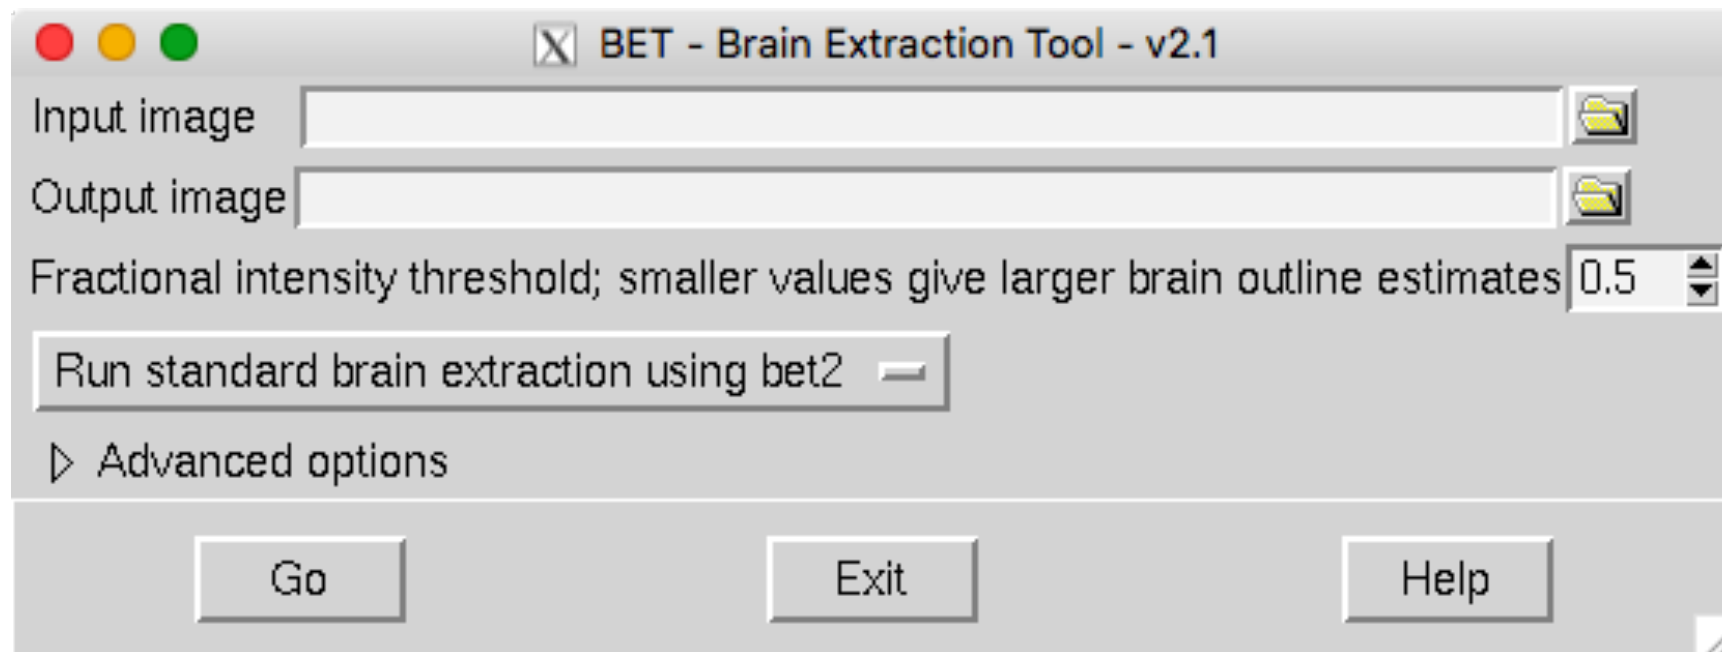 BET - Brain Extraction Tool - v2.1
Input image
Output image
Fractional intensity threshold; smaller values give larger brain outline estimates 0.5
Run standard brain extraction using bet2
Advanced options
Go Exit Help